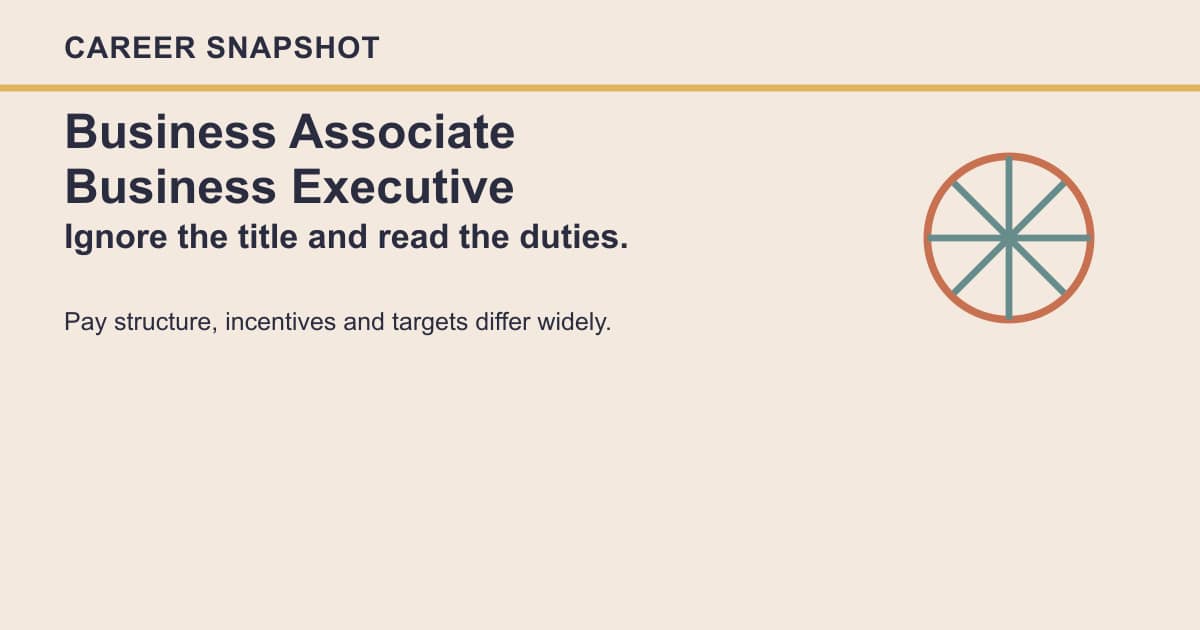 CAREER SNAPSHOT
Business Associate
Business Executive
Ignore the title and read the duties.
Pay structure, incentives and targets differ widely.